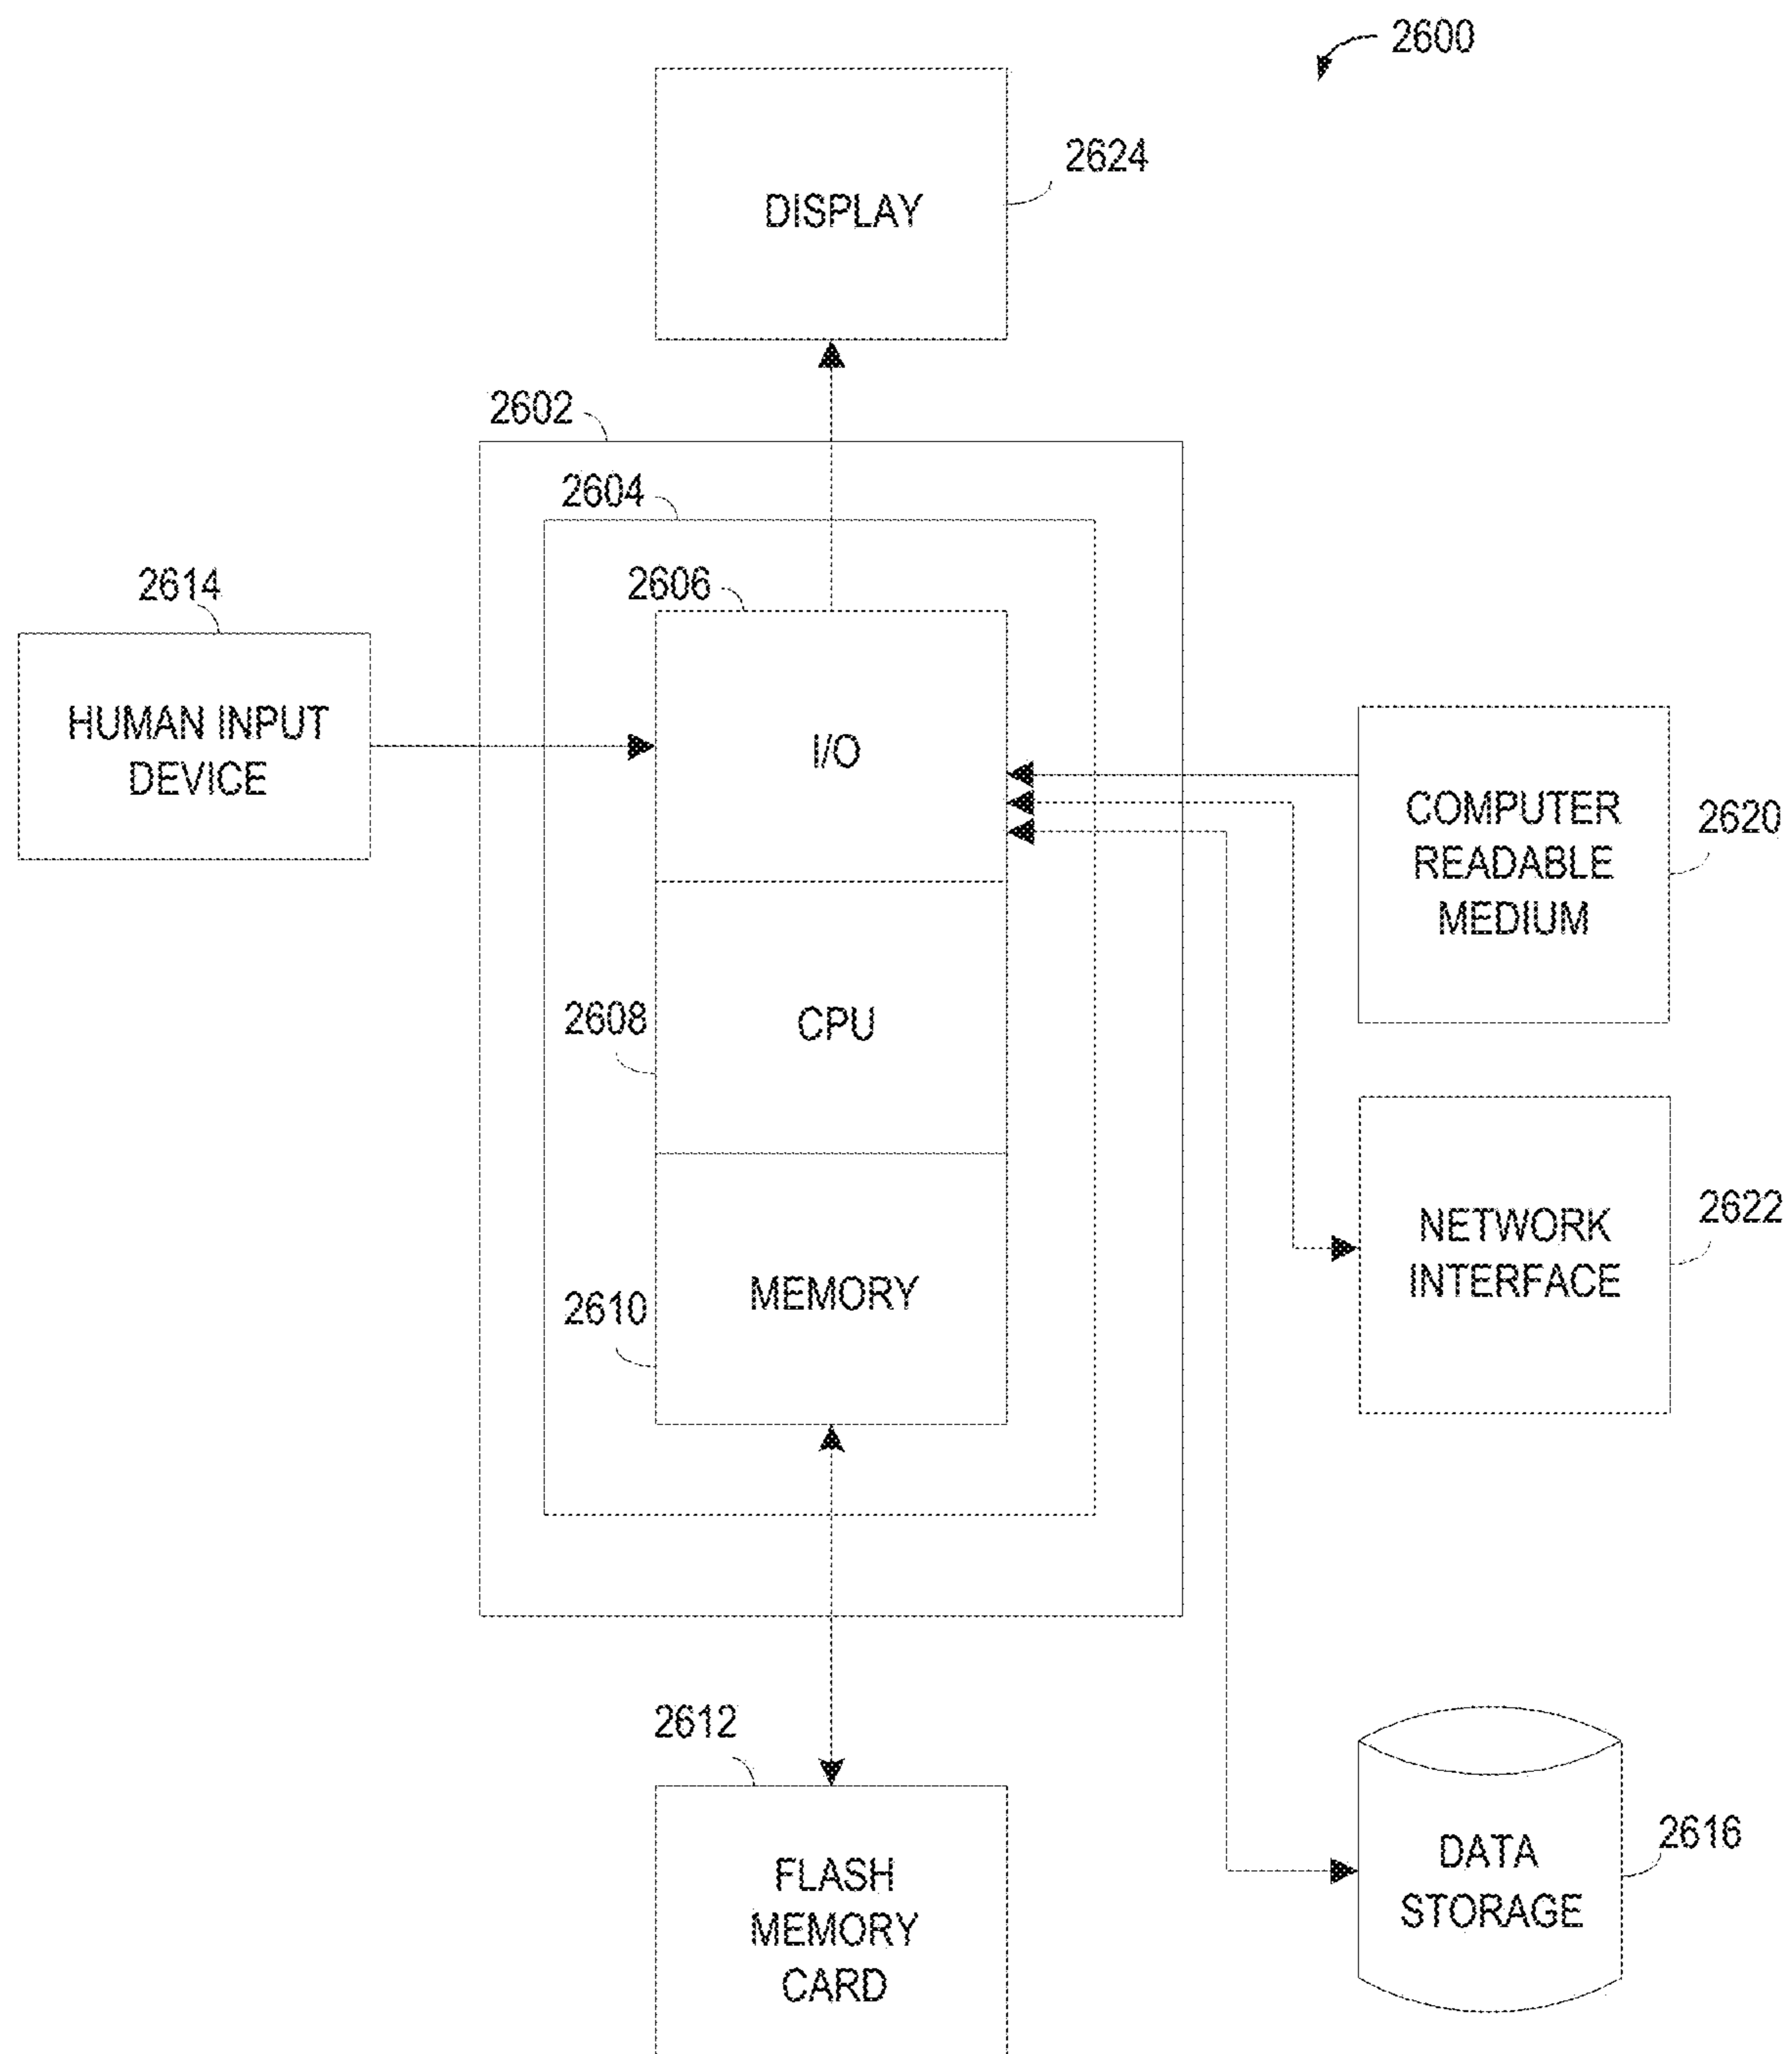 2600
DISPLAY
2624
2602
2604
2606
2614
HUMAN INPUT
DEVICE
I/O
COMPUTER
READABLE
MEDIUM
2620
2608
CPU
NETWORK
INTERFACE
2622
2610
MEMORY
2612
FLASH
MEMORY
CARD
DATA
STORAGE
2616